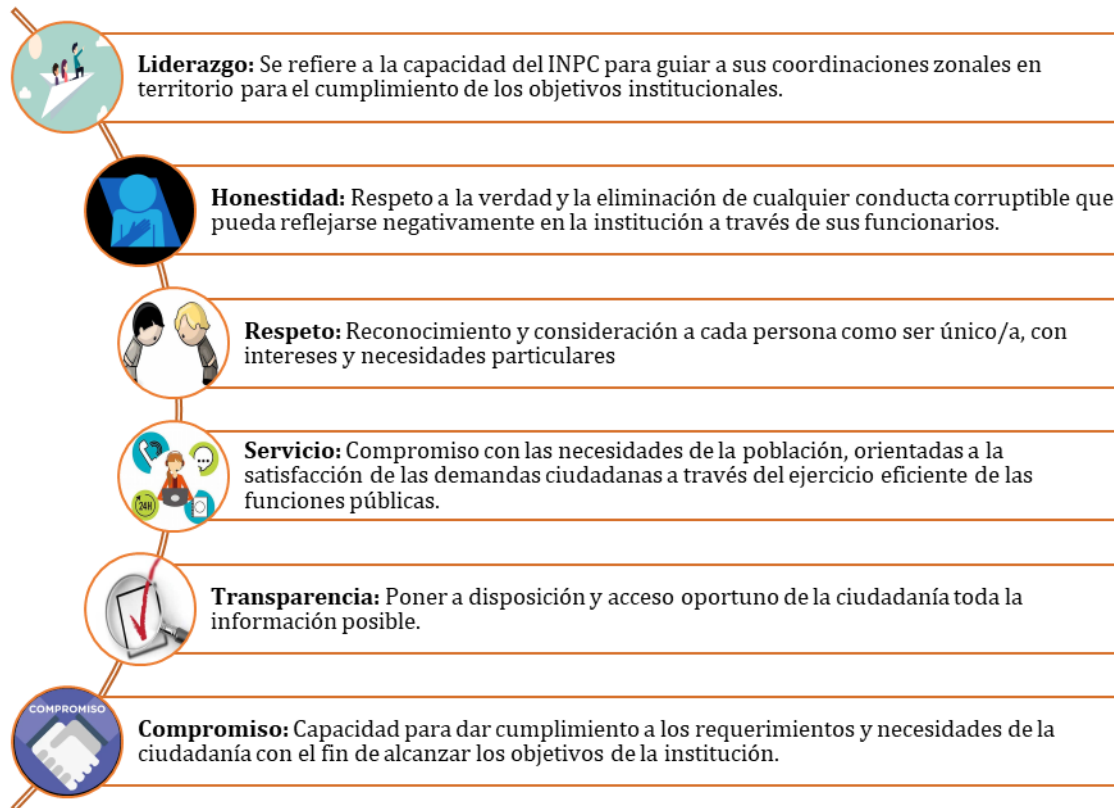 Liderazgo: Se refiere a la capacidad del INPC para guiar a sus coordinaciones zonales en
territorio para el cumplimiento de los objetivos institucionales.
Honestidad: Respeto a la verdad y la eliminación de cualquier conducta corruptible que
pueda reflejarse negativamente en la institución a través de sus funcionarios.
Respeto: Reconocimiento y consideración a cada persona como ser único/a, con
intereses y necesidades particulares
Servicio: Compromiso con las necesidades de la población, orientadas a la
satisfacción de las demandas ciudadanas a través del ejercicio eficiente de las
funciones públicas.
24H
Transparencia: Poner a disposición y acceso oportuno de la ciudadanía toda la
información posible.
COMPROMISO
Compromiso: Capacidad para dar cumplimiento a los requerimientos y necesidades de la
ciudadanía con el fin de alcanzar los objetivos de la institución.